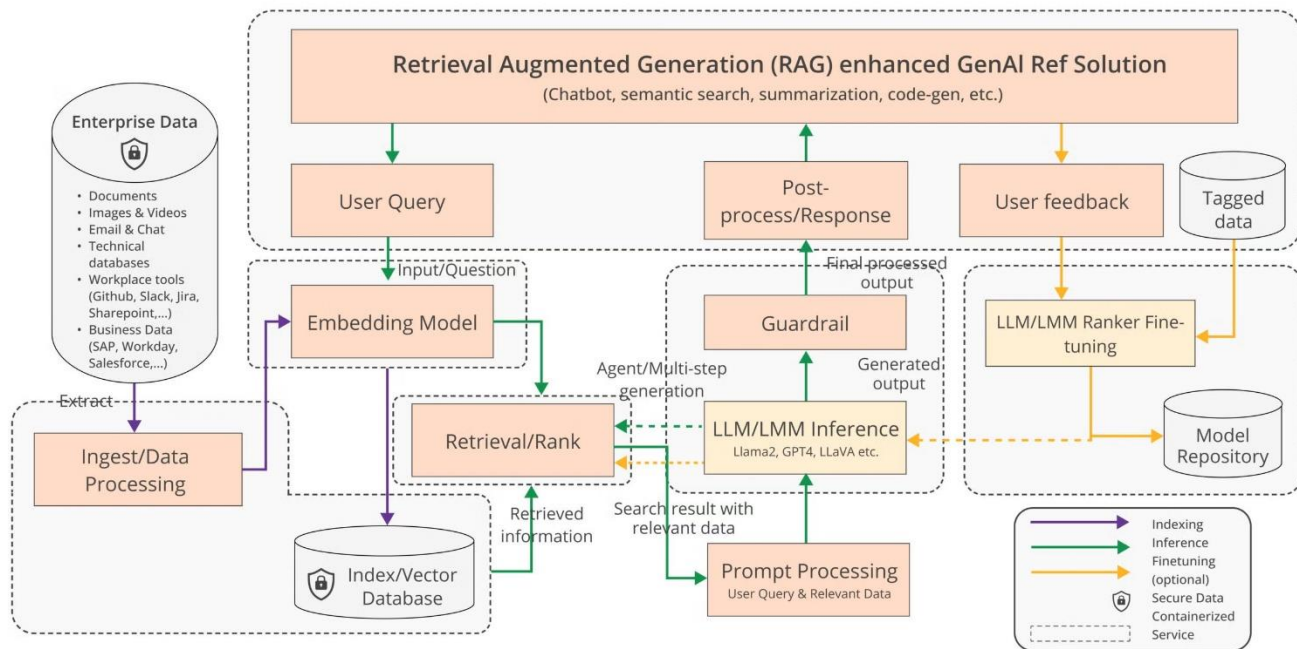 Retrieval Augmented Generation (RAG) enhanced GenAI Ref Solution
(Chatbot, semantic search, summarization, code-gen, etc.)
Enterprise Data
• Documents
• Images & Videos
• Email & Chat
• Technical
databases
• Workplace tools
(Github, Slack, Jira,
Sharepoint,...)
• Business Data
(SAP, Workday,
Salesforce,...)
User Query
Post-
process/Response
User feedback
Tagged
data
Input/Question
Final processed
output
Embedding Model
Guardrail
LLM/LMM Ranker Fine-
tuning
Extract
Agent/Multi-step
generation
Generated
output
Ingest/Data
Processing
Retrieval/Rank
LLM/LMM Inference
Llama2, GPT4, LLaVA etc.
Model
Repository
Retrieved
information
Search result with
relevant data
Index/Vector
Database
Prompt Processing
User Query & Relevant Data
Indexing
Inference
Finetuning
(optional)
Secure Data
Containerized
Service